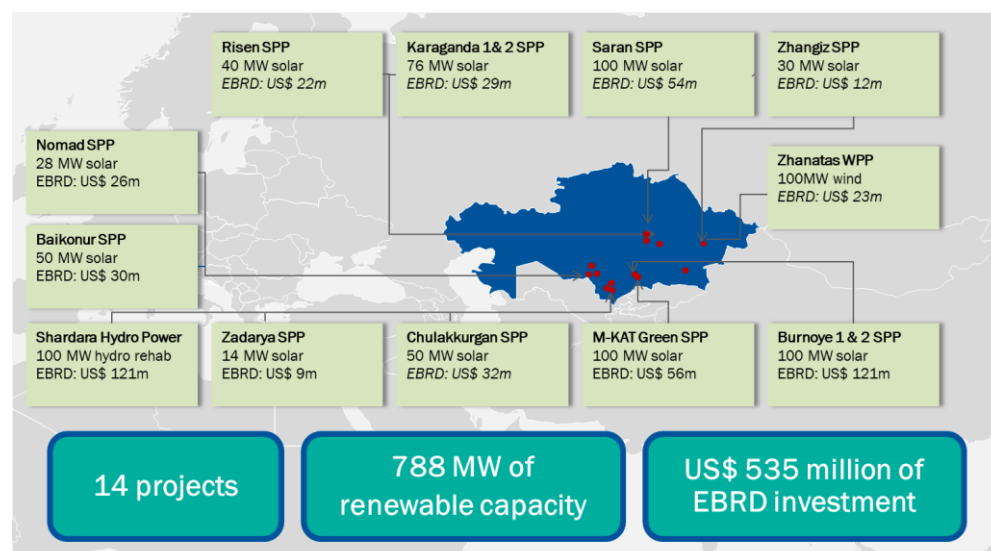 Risen SPP
40 MW solar
EBRD: US$ 22m
Karaganda 1& 2 SPP
76 MW solar
EBRD: US$ 29m
Saran SPP
100 MW solar
EBRD: US$ 54m
Zhangiz SPP
30 MW solar
EBRD: US$ 12m
Nomad SPP
28 MW solar
EBRD: US$ 26m
Zhanatas WPP
100MW wind
EBRD: US$ 23m
Baikonur SPP
50 MW solar
EBRD: US$ 30m
Shardara Hydro Power
100 MW hydro rehab
EBRD: US$ 121m
Zadarya SPP
14 MW solar
EBRD: US$ 9m
Chulakkurgan SPP
50 MW solar
EBRD: US$ 32m
M-KAT Green SPP
100 MW solar
EBRD: US$ 56m
Burnoye 1 & 2 SPP
100 MW solar
EBRD: US$ 121m
14 projects
788 MW of
renewable capacity
US$ 535 million of
EBRD investment